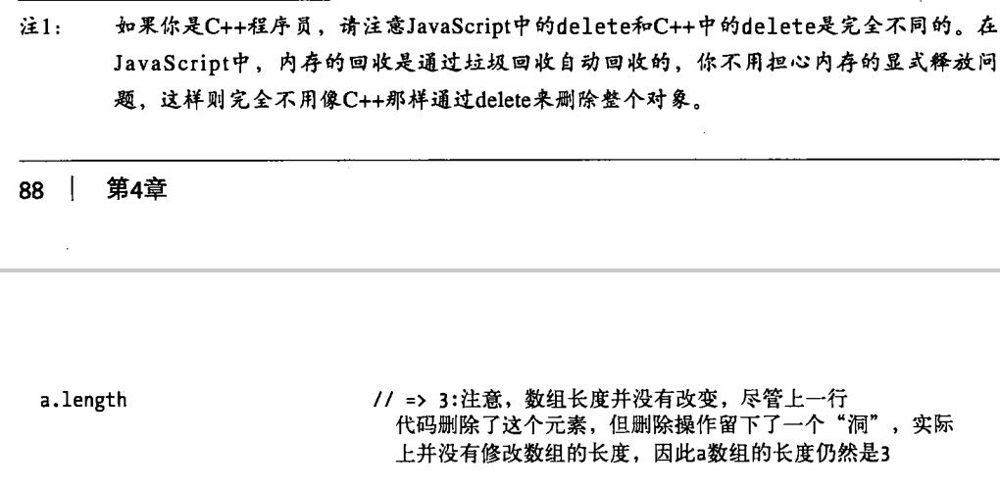 注1： 如果你是C++程序员，请注意JavaScript中的delete和C++中的delete是完全不同的。在
JavaScript中，内存的回收是通过垃圾回收自动回收的，你不用担心内存的显式释放问
题，这样则完全不用像C++那样通过delete来删除整个对象。
88 | 第4章
a.length // => 3:注意，数组长度并没有改变，尽管上一行
代码删除了这个元素，但删除操作留下了一个“洞”，实际
上并没有修改数组的长度，因此a数组的长度仍然是3